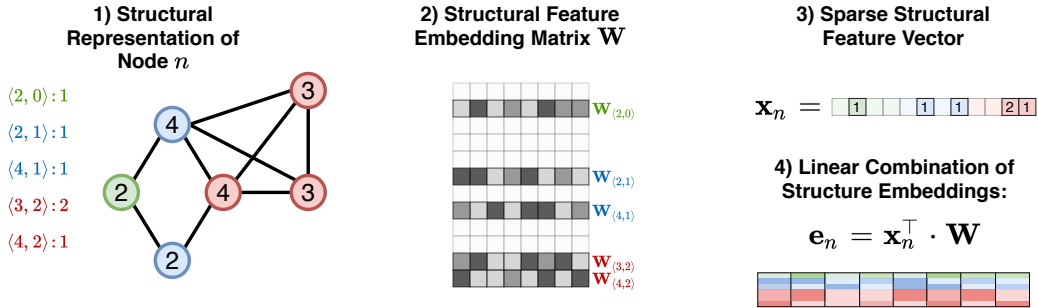 1) Structural
Representation of
Node n
⟨2, 0⟩: 1
⟨2, 1⟩: 1
⟨4, 1⟩: 1
⟨3, 2⟩: 2
⟨4, 2⟩: 1
3
4
2
4
3
2
2) Structural Feature
Embedding Matrix W
W⟨2,0⟩
W⟨2,1⟩
W⟨4,1⟩
W⟨3,2⟩
W⟨4,2⟩
3) Sparse Structural
Feature Vector
xₙ = 1 1 1 2 1
4) Linear Combination of
Structure Embeddings:
eₙ = xₙ⊤ · W